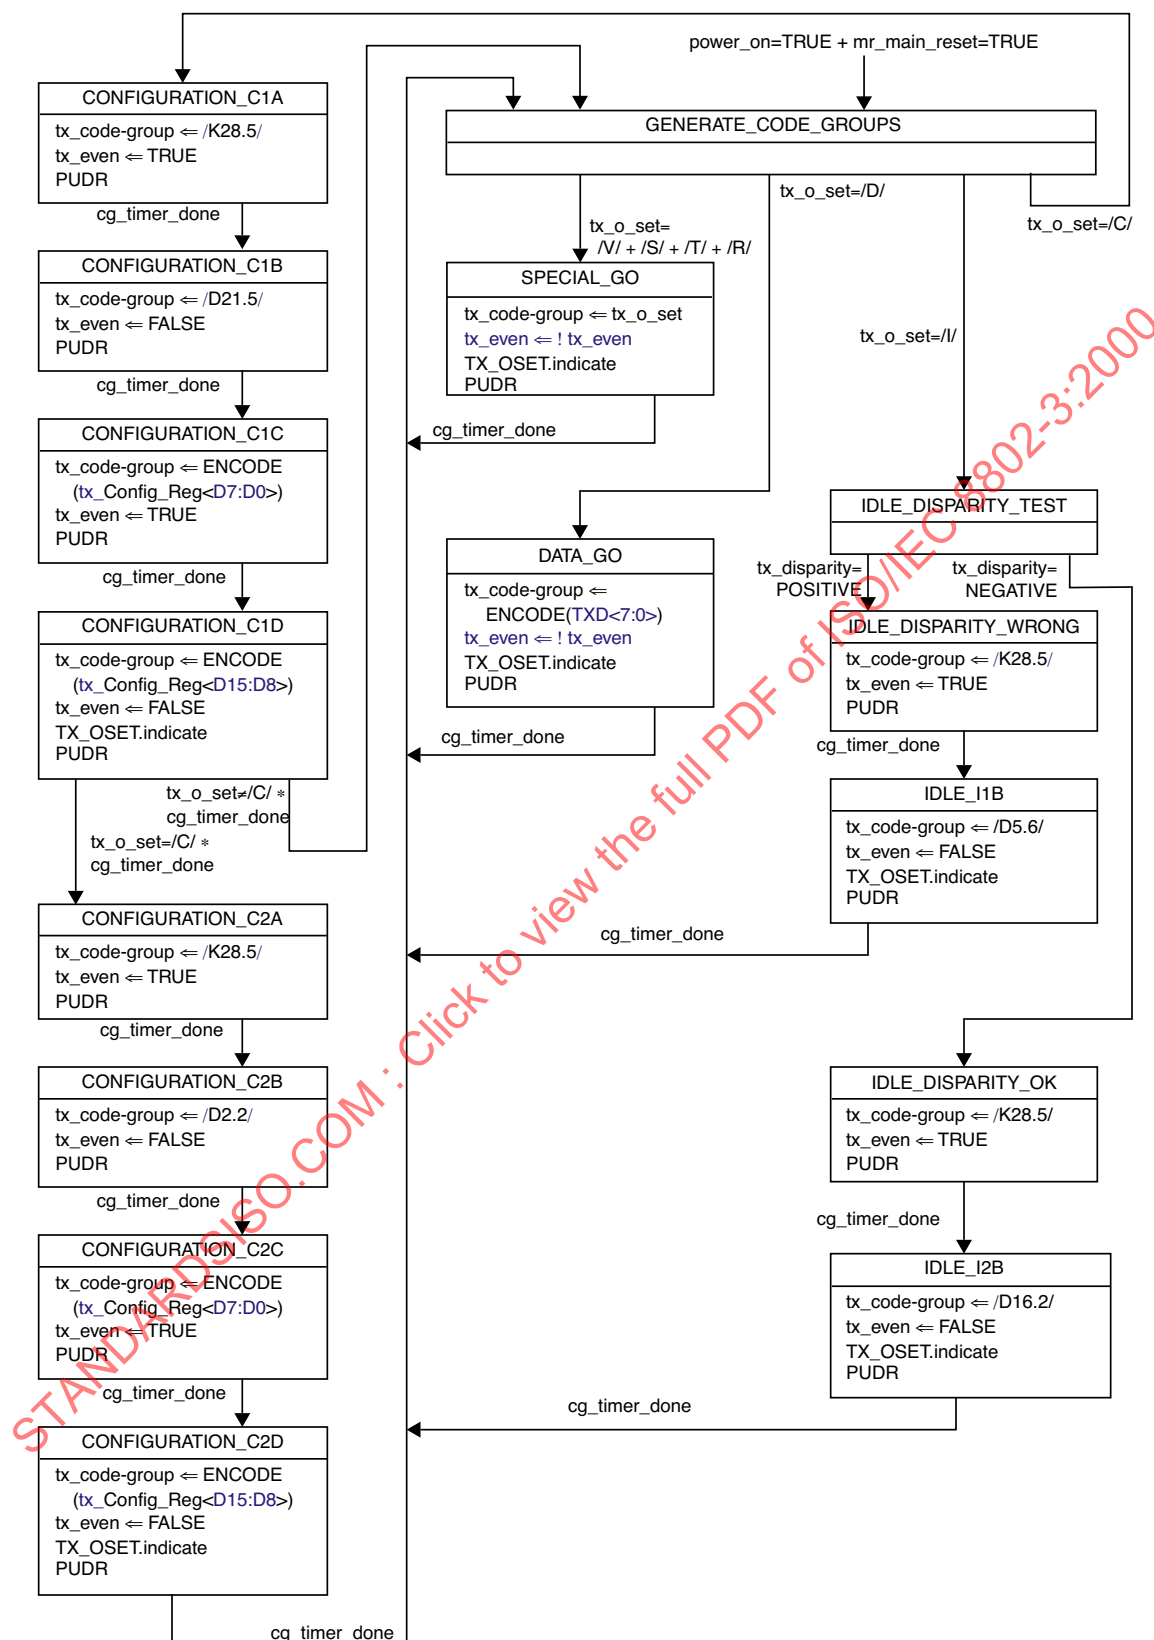 power_on=TRUE + mr_main_reset=TRUE
CONFIGURATION_C1A
tx_code-group ⇐ /K28.5/
tx_even ⇐ TRUE
PUDR
cg_timer_done
CONFIGURATION_C1B
tx_code-group ⇐ /D21.5/
tx_even ⇐ FALSE
PUDR
cg_timer_done
CONFIGURATION_C1C
tx_code-group ⇐ ENCODE
(tx_Config_Reg<D7:D0>)
tx_even ⇐ TRUE
PUDR
cg_timer_done
CONFIGURATION_C1D
tx_code-group ⇐ ENCODE
(tx_Config_Reg<D15:D8>)
tx_even ⇐ FALSE
TX_OSET.indicate
PUDR
tx_o_set≠/C/ *
cg_timer_done
tx_o_set=/C/ *
cg_timer_done
CONFIGURATION_C2A
tx_code-group ⇐ /K28.5/
tx_even ⇐ TRUE
PUDR
cg_timer_done
CONFIGURATION_C2B
tx_code-group ⇐ /D2.2/
tx_even ⇐ FALSE
PUDR
cg_timer_done
CONFIGURATION_C2C
tx_code-group ⇐ ENCODE
(tx_Config_Reg<D7:D0>)
tx_even ⇐ TRUE
PUDR
cg_timer_done
CONFIGURATION_C2D
tx_code-group ⇐ ENCODE
(tx_Config_Reg<D15:D8>)
tx_even ⇐ FALSE
TX_OSET.indicate
PUDR
cg_timer_done
GENERATE_CODE_GROUPS
tx_o_set=
/V/ + /S/ + /T/ + /R/
tx_o_set=/D/
tx_o_set=/C/
tx_o_set=/I/
SPECIAL_GO
tx_code-group ⇐ tx_o_set
tx_even ⇐ ! tx_even
TX_OSET.indicate
PUDR
cg_timer_done
DATA_GO
tx_code-group ⇐
ENCODE(TXD<7:0>)
tx_even ⇐ ! tx_even
TX_OSET.indicate
PUDR
cg_timer_done
IDLE_DISPARITY_TEST
tx_disparity=
POSITIVE
tx_disparity=
NEGATIVE
IDLE_DISPARITY_WRONG
tx_code-group ⇐ /K28.5/
tx_even ⇐ TRUE
PUDR
cg_timer_done
IDLE_I1B
tx_code-group ⇐ /D5.6/
tx_even ⇐ FALSE
TX_OSET.indicate
PUDR
cg_timer_done
IDLE_DISPARITY_OK
tx_code-group ⇐ /K28.5/
tx_even ⇐ TRUE
PUDR
cg_timer_done
IDLE_I2B
tx_code-group ⇐ /D16.2/
tx_even ⇐ FALSE
TX_OSET.indicate
PUDR
cg_timer_done
STANDARDSISO.COM : Click to view the full PDF of ISO/IEC 8802-3:2000